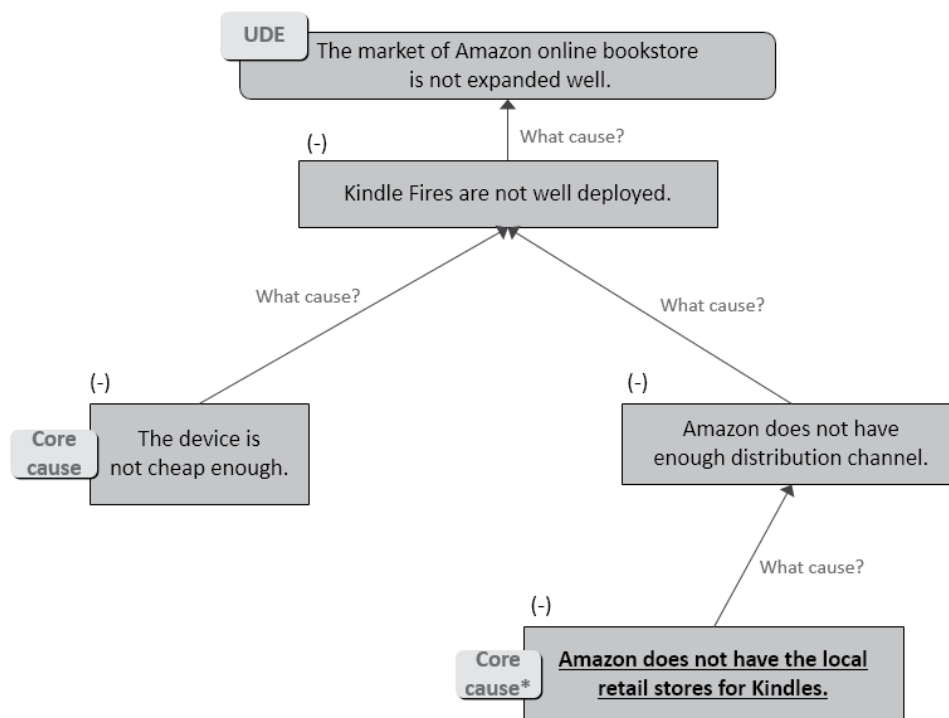 UDE
The market of Amazon online bookstore
is not expanded well.
What cause?
(-)
Kindle Fires are not well deployed.
What cause?
What cause?
(-)
(-)
Core
cause
The device is
not cheap enough.
Amazon does not have
enough distribution channel.
What cause?
(-)
Core
cause*
Amazon does not have the local
retail stores for Kindles.